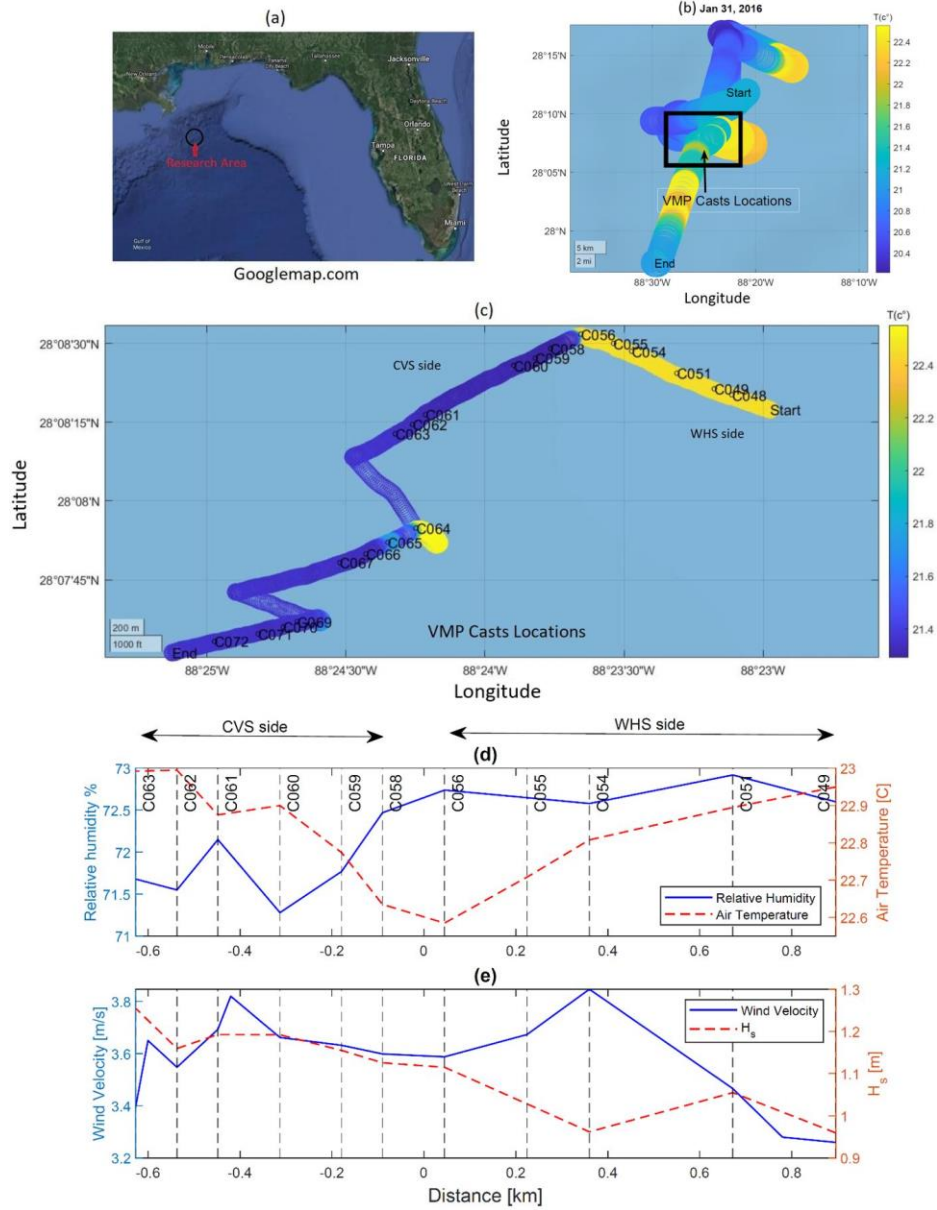 (a)
Mobile
Tallahassee
Jacksonville
New Orleans
Panama
City Beach
Daytona Beach
Orlando
Research Area
Tampa
FLORIDA
Miami
Gulf of
Mexico
Googlemap.com
(b) Jan 31, 2016
T(c°)
28°15'N
28°10'N
28°05'N
28°N
Latitude
Start
VMP Casts Locations
End
5 km
2 mi
88°30'W 88°20'W 88°10'W
Longitude
22.4
22.2
22
21.8
21.6
21.4
21.2
21
20.8
20.6
20.4
(c)
T(c°)
28°08'30"N
28°08'15"N
28°08'N
28°07'45"N
Latitude
CVS side
WHS side
C056
C055
C054
C051
C049
C048
Start
C058
C059
C060
C061
C062
C063
C064
C065
C066
C067
C069
C070
C071
C072
End
200 m
1000 ft
VMP Casts Locations
88°25'W 88°24'30"W 88°24'W 88°23'30"W 88°23'W
Longitude
22.4
22.2
22
21.8
21.6
21.4
CVS side WHS side
(d)
Relative humidity %
73
72.5
72
71.5
71
C063 C062 C061 C060 C059 C058 C056 C055 C054 C051 C049
23
22.9
22.8
22.7
22.6
Air Temperature [C]
Relative Humidity
Air Temperature
-0.6 -0.4 -0.2 0 0.2 0.4 0.6 0.8
(e)
Wind Velocity [m/s]
3.8
3.6
3.4
3.2
Wind Velocity
H_s
1.3
1.2
1.1
1
0.9
H_s [m]
-0.6 -0.4 -0.2 0 0.2 0.4 0.6 0.8
Distance [km]